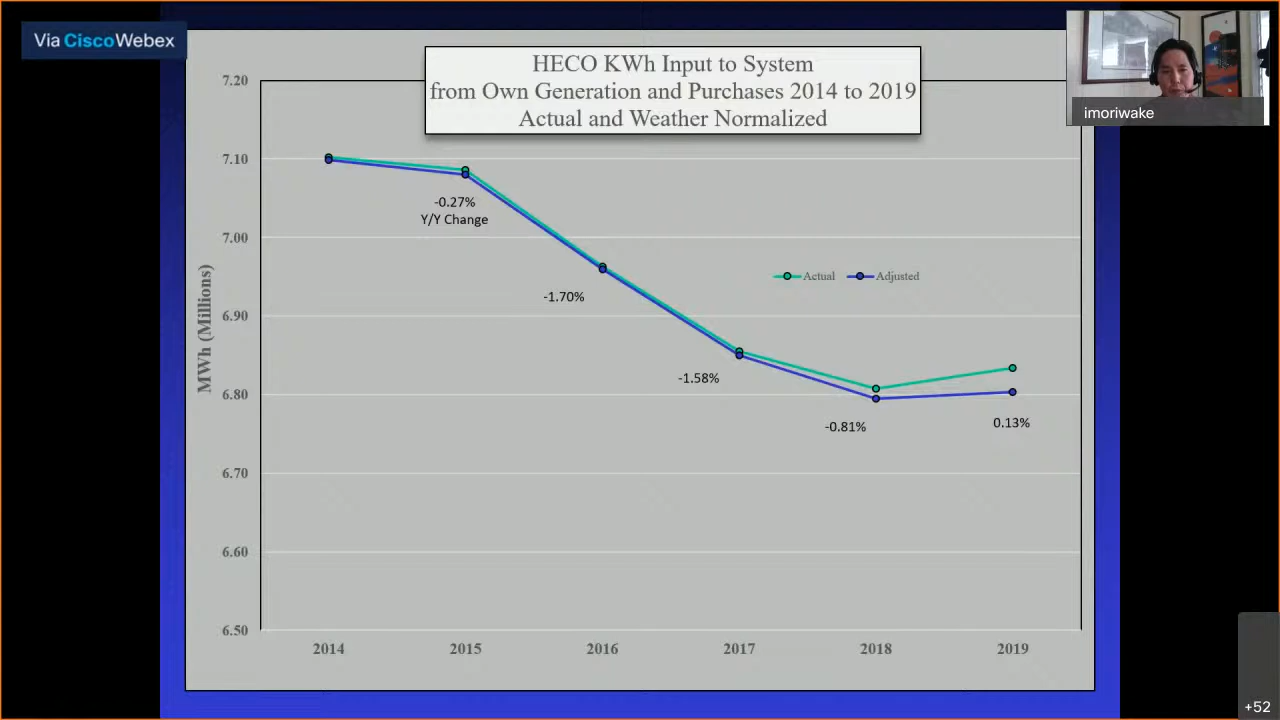 Via CiscoWebex
HECO KWh Input to System
from Own Generation and Purchases 2014 to 2019
Actual and Weather Normalized
imoriwake
7.20
7.10
7.00
6.90
6.80
6.70
6.60
6.50
MWh (Millions)
-0.27%
Y/Y Change
-1.70%
-1.58%
-0.81%
0.13%
Actual
Adjusted
2014
2015
2016
2017
2018
2019
+52